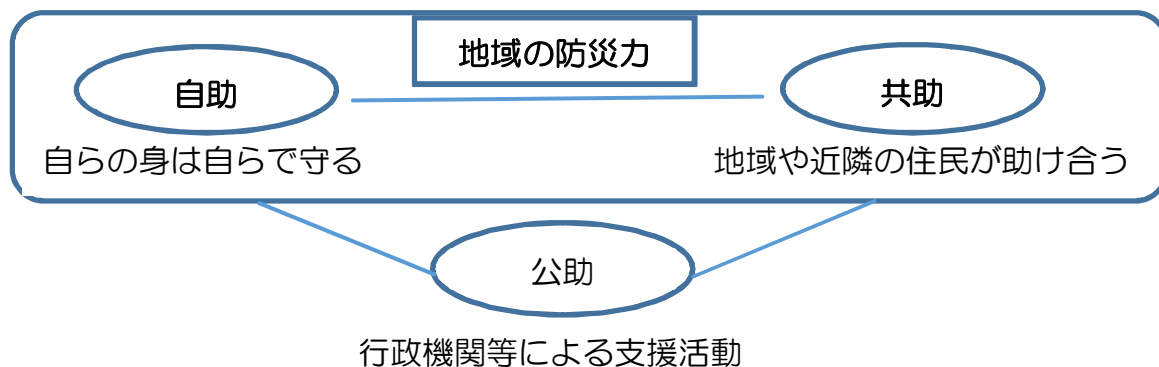 地域の防災力
自助
共助
自らの身は自らで守る
地域や近隣の住民が助け合う
公助
行政機関等による支援活動